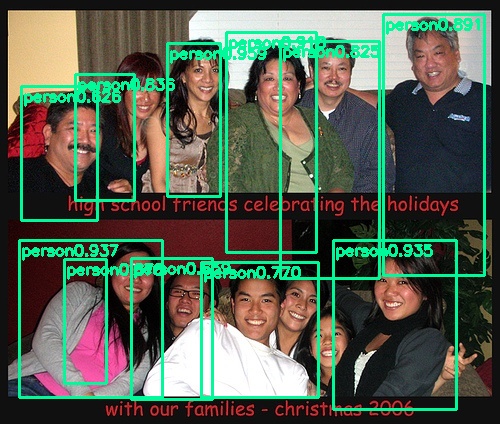 person0.891
person0.959
person0.825
person0.836
person0.826
high school friends celebrating the holidays
person0.937
person0.935
person0.770
with our families - christmas 2006